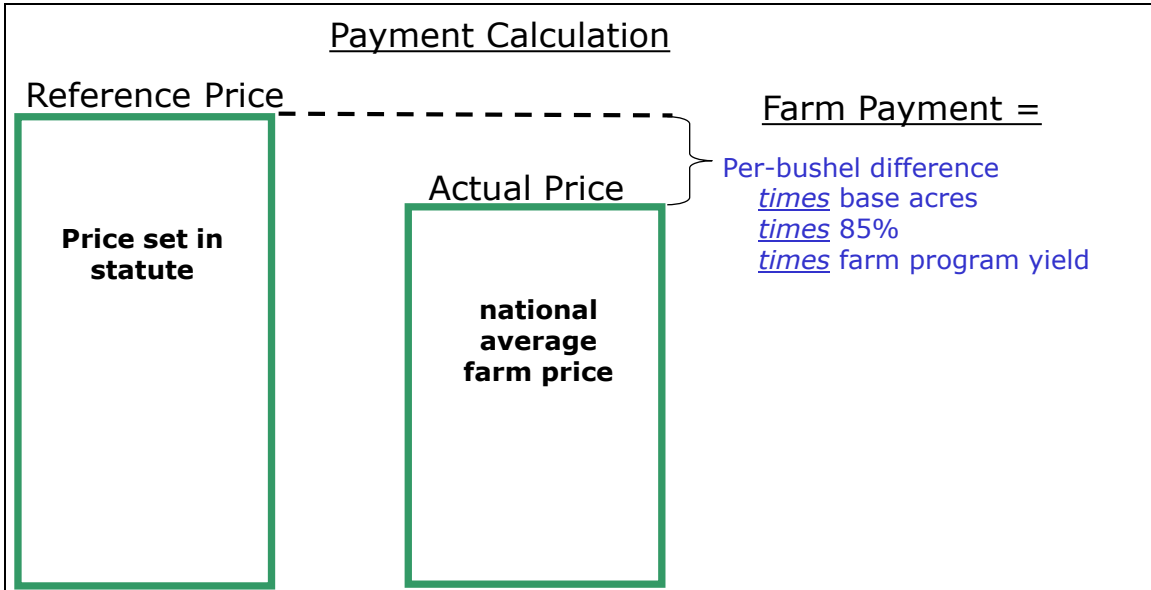 Payment Calculation
Reference Price
Price set in
statute
Actual Price
national
average
farm price
Farm Payment =
Per-bushel difference
times base acres
times 85%
times farm program yield